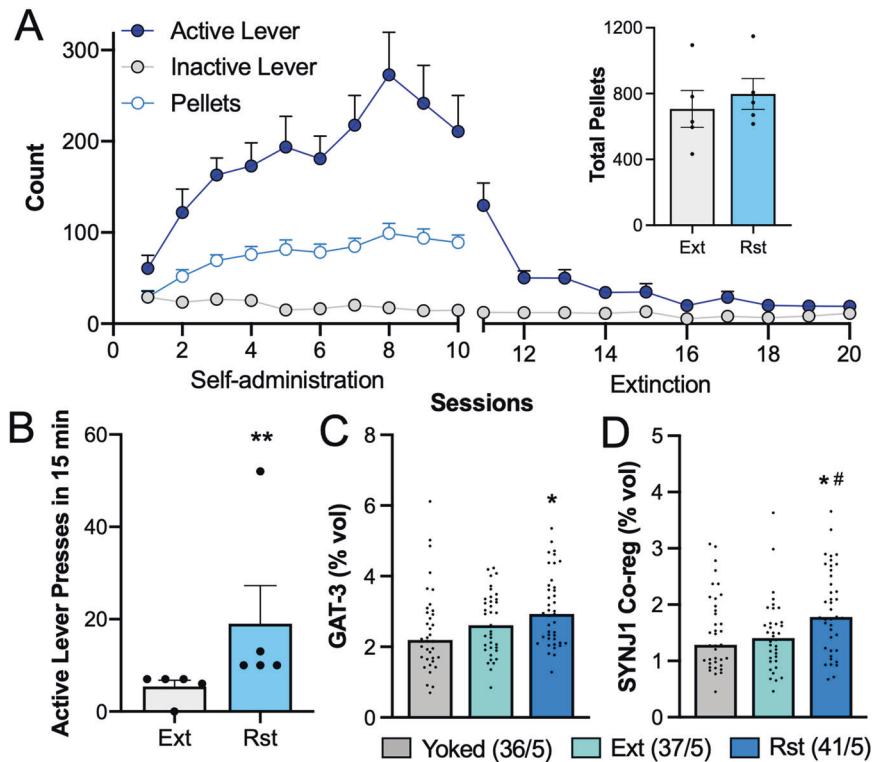 A
Active Lever
Inactive Lever
Pellets
Count
300
200
100
0
0 2 4 6 8 10
Self-administration
12 14 16 18 20
Extinction
Sessions
Total Pellets
1200
800
400
0
Ext Rst
B
Active Lever Presses in 15 min
60
40
20
0
**
Ext Rst
C
GAT-3 (% vol)
8
6
4
2
0
*
D
SYNJ1 Co-reg (% vol)
5
4
3
2
1
0
* #
Yoked (36/5) Ext (37/5) Rst (41/5)